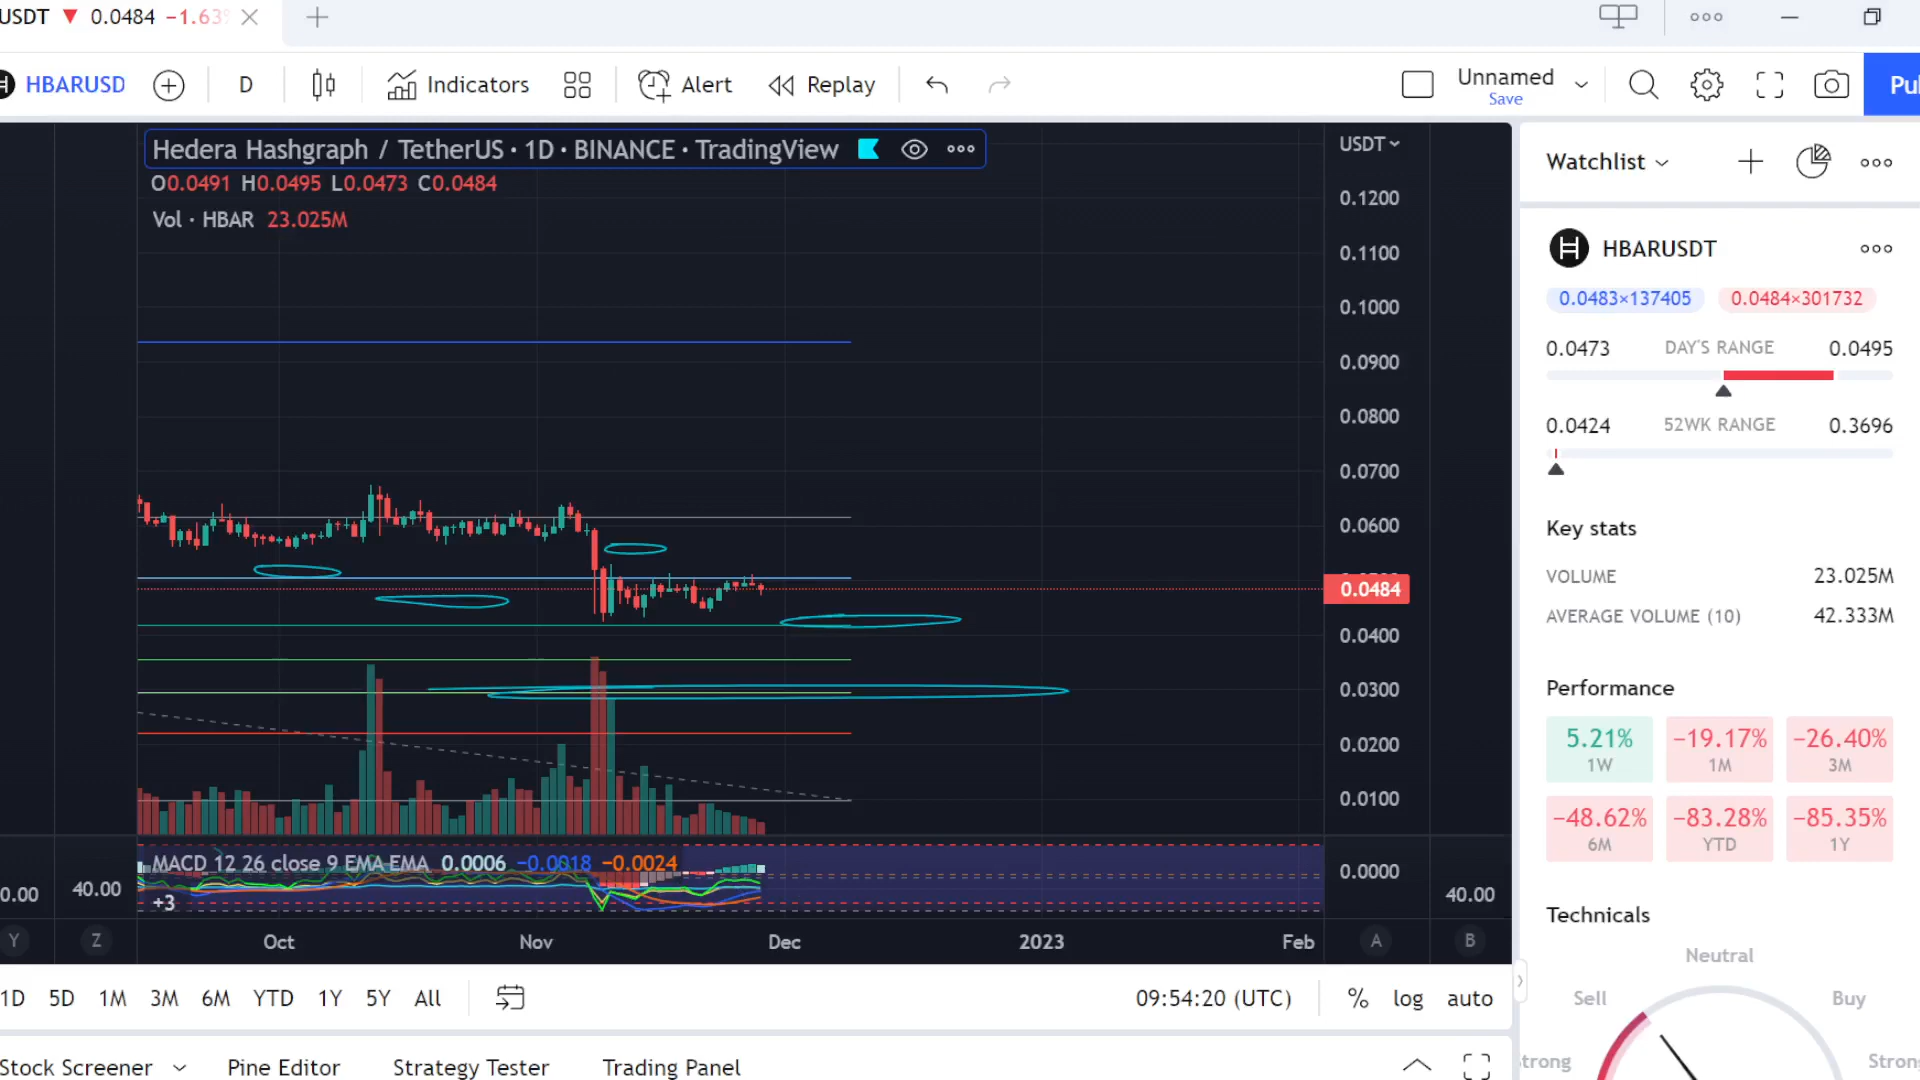 USDT ▼ 0.0484 −1.63
HBARUSD D Indicators Alert Replay Unnamed
Save
Hedera Hashgraph / TetherUS · 1D · BINANCE · TradingView
O0.0491 H0.0495 L0.0473 C0.0484
Vol · HBAR 23.025M
USDT
0.1200
0.1100
0.1000
0.0900
0.0800
0.0700
0.0600
0.0484
0.0400
0.0300
0.0200
0.0100
MACD 12 26 close 9 EMA EMA 0.0006 −0.0018 −0.0024
+3
0.0000
0.00 40.00
40.00
Y Z Oct Nov Dec 2023 Feb A B
1D 5D 1M 3M 6M YTD 1Y 5Y All 09:54:20 (UTC) % log auto
Stock Screener Pine Editor Strategy Tester Trading Panel
Watchlist
HBARUSDT
0.0483×137405 0.0484×301732
0.0473 DAY'S RANGE 0.0495
0.0424 52WK RANGE 0.3696
Key stats
VOLUME 23.025M
AVERAGE VOLUME (10) 42.333M
Performance
5.21% −19.17% −26.40%
1W 1M 3M
−48.62% −83.28% −85.35%
6M YTD 1Y
Technicals
Neutral
Sell Buy